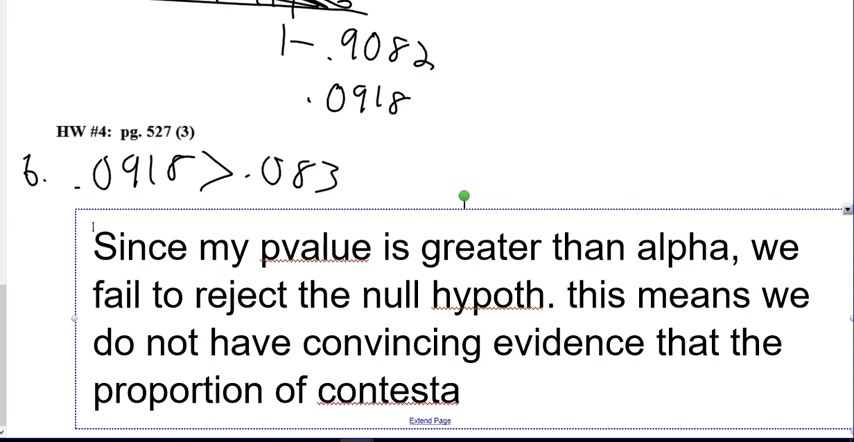 1-.9082
.0918
HW #4: pg. 527 (3)
6. .0918>.083
Since my pvalue is greater than alpha, we
fail to reject the null hypoth. this means we
do not have convincing evidence that the
proportion of contesta
Extend Page